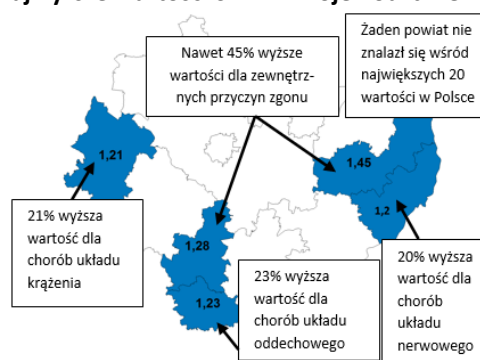 Nawet 45% wyższe
wartości dla zewnętrz-
nych przyczyn zgonu
Żaden powiat nie
znalazł się wśród
największych 20
wartości w Polsce
1,21
1,45
1,2
1,28
1,23
21% wyższa
wartość dla
chorób układu
krążenia
23% wyższa
wartość dla
chorób układu
oddechowego
20% wyższa
wartość dla
chorób
układu
nerwowego